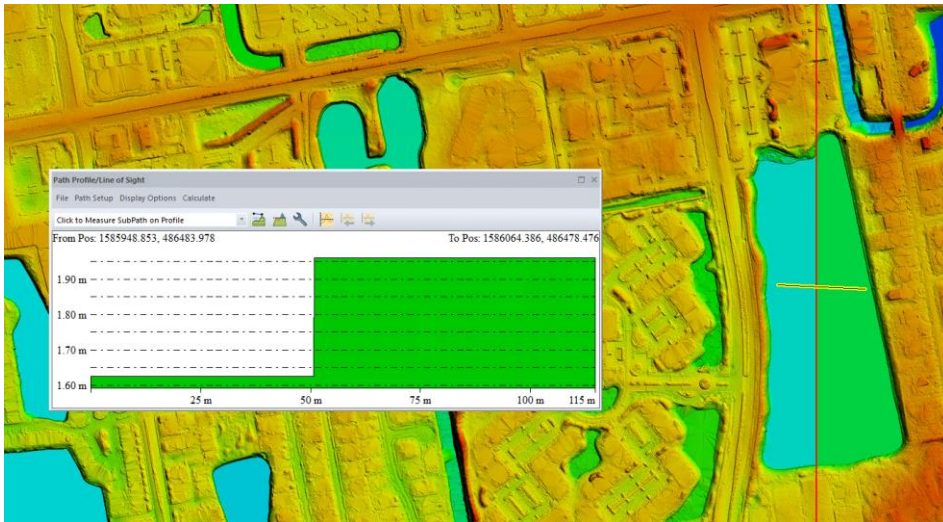 Path Profile/Line of Sight
File Path Setup Display Options Calculate
Click to Measure SubPath on Profile
From Pos: 1585948.853, 486483.978 To Pos: 1586064.386, 486478.476
1.90 m
1.80 m
1.70 m
1.60 m
25 m 50 m 75 m 100 m 115 m